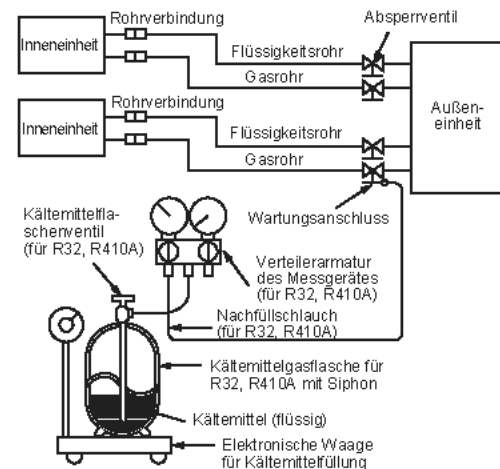 Rohrverbindung
Absperrventil
Inneneinheit
Flüssigkeitsrohr
Gasrohr
Rohrverbindung
Außen-
einheit
Inneneinheit
Flüssigkeitsrohr
Gasrohr
Kältemittelfla-
schenventil
(für R32, R410A)
Wartungsanschluss
Verteilerarmatur
des Messgerätes
(für R32, R410A)
Nachfüllschlauch
(für R32, R410A)
Kältemittelgasflasche für
R32, R410A mit Siphon
Kältemittel (flüssig)
Elektronische Waage
für Kältemittelfüllung